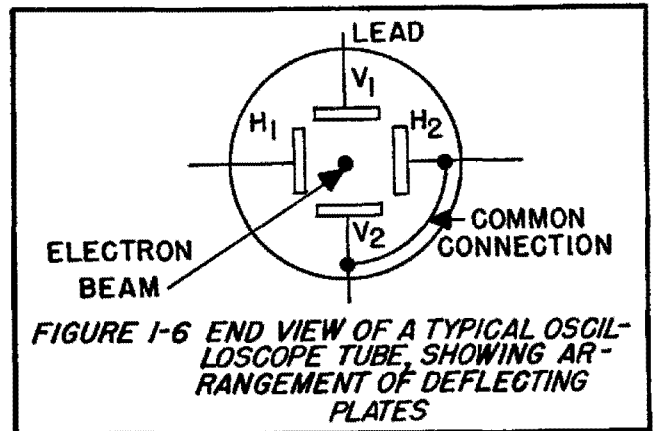 LEAD
V1
H1
H2
V2
COMMON
CONNECTION
ELECTRON
BEAM
FIGURE 1-6 END VIEW OF A TYPICAL OSCIL-
LOSCOPE TUBE, SHOWING AR-
RANGEMENT OF DEFLECTING
PLATES